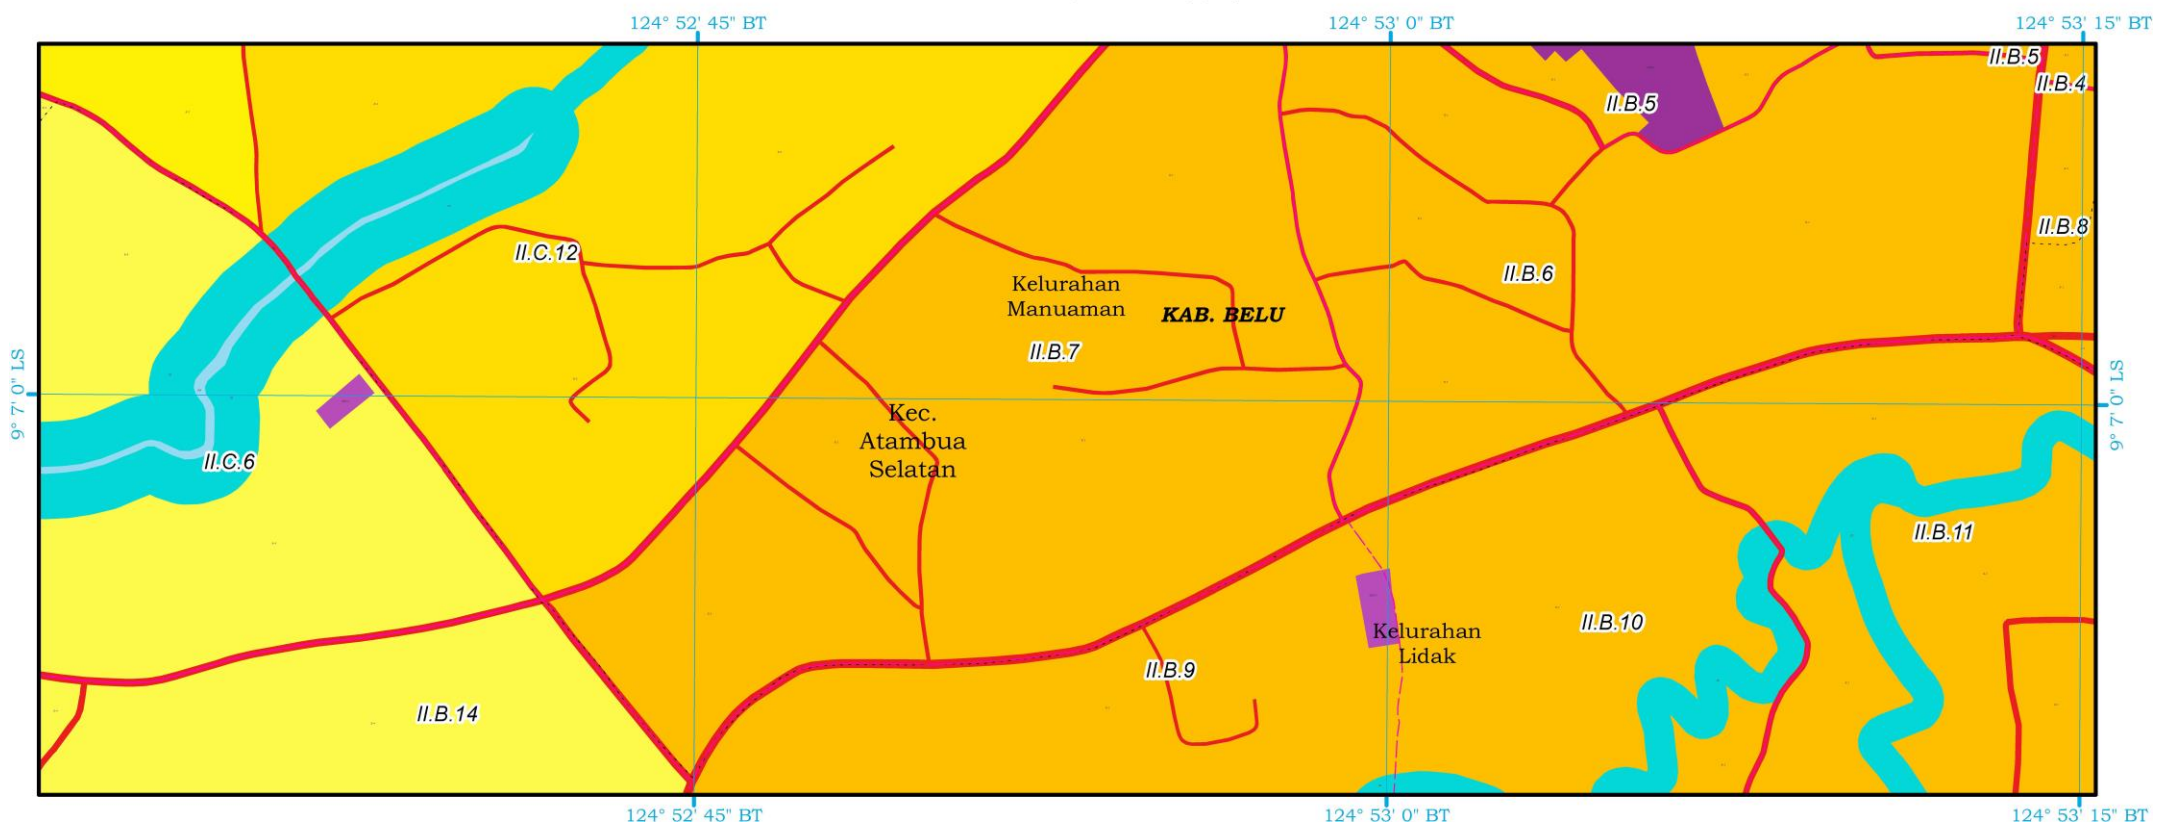 124° 52' 45" BT
124° 53' 0" BT
124° 53' 15" BT
II.B.5
II.B.4
II.B.5
II.B.8
II.C.12
II.B.6
Kelurahan
Manuaman
KAB. BELU
II.B.7
9° 7' 0" LS
9° 7' 0" LS
Kec.
Atambua
Selatan
II.C.6
II.B.11
II.B.10
Kelurahan
Lidak
II.B.9
II.B.14
124° 52' 45" BT
124° 53' 0" BT
124° 53' 15" BT